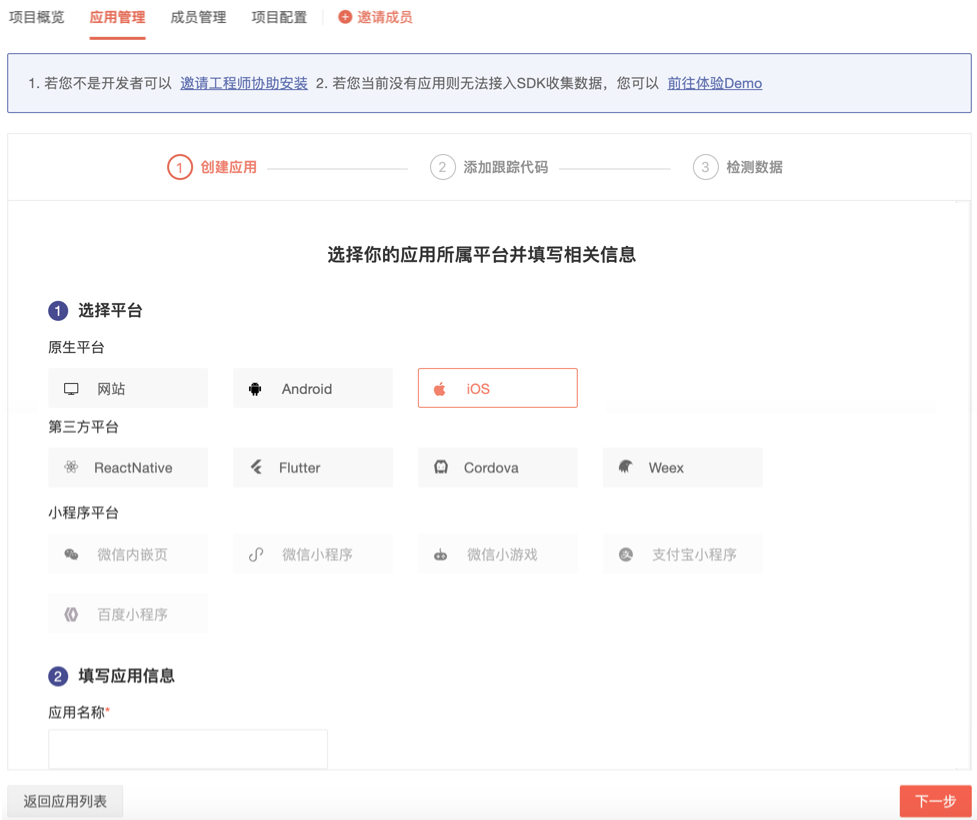 项目概览 应用管理 成员管理 项目配置 邀请成员
1. 若您不是开发者可以 邀请工程师协助安装 2. 若您当前没有应用则无法接入SDK收集数据，您可以 前往体验Demo
1 创建应用 2 添加跟踪代码 3 检测数据
选择你的应用所属平台并填写相关信息
1 选择平台
原生平台
网站 Android iOS
第三方平台
ReactNative Flutter Cordova Weex
小程序平台
微信内嵌页 微信小程序 微信小游戏 支付宝小程序
百度小程序
2 填写应用信息
应用名称*
返回应用列表 下一步